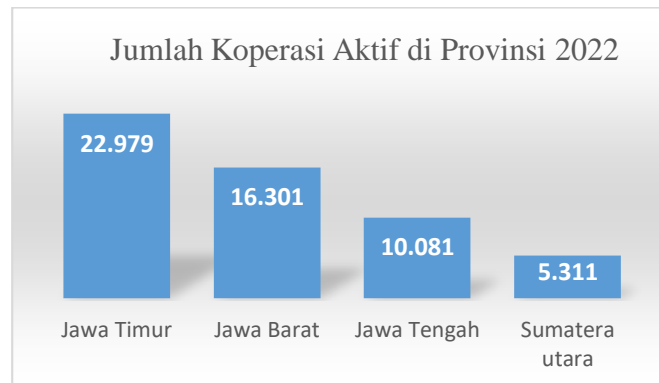 Jumlah Koperasi Aktif di Provinsi 2022
22.979
16.301
10.081
5.311
Jawa Timur
Jawa Barat
Jawa Tengah
Sumatera
utara